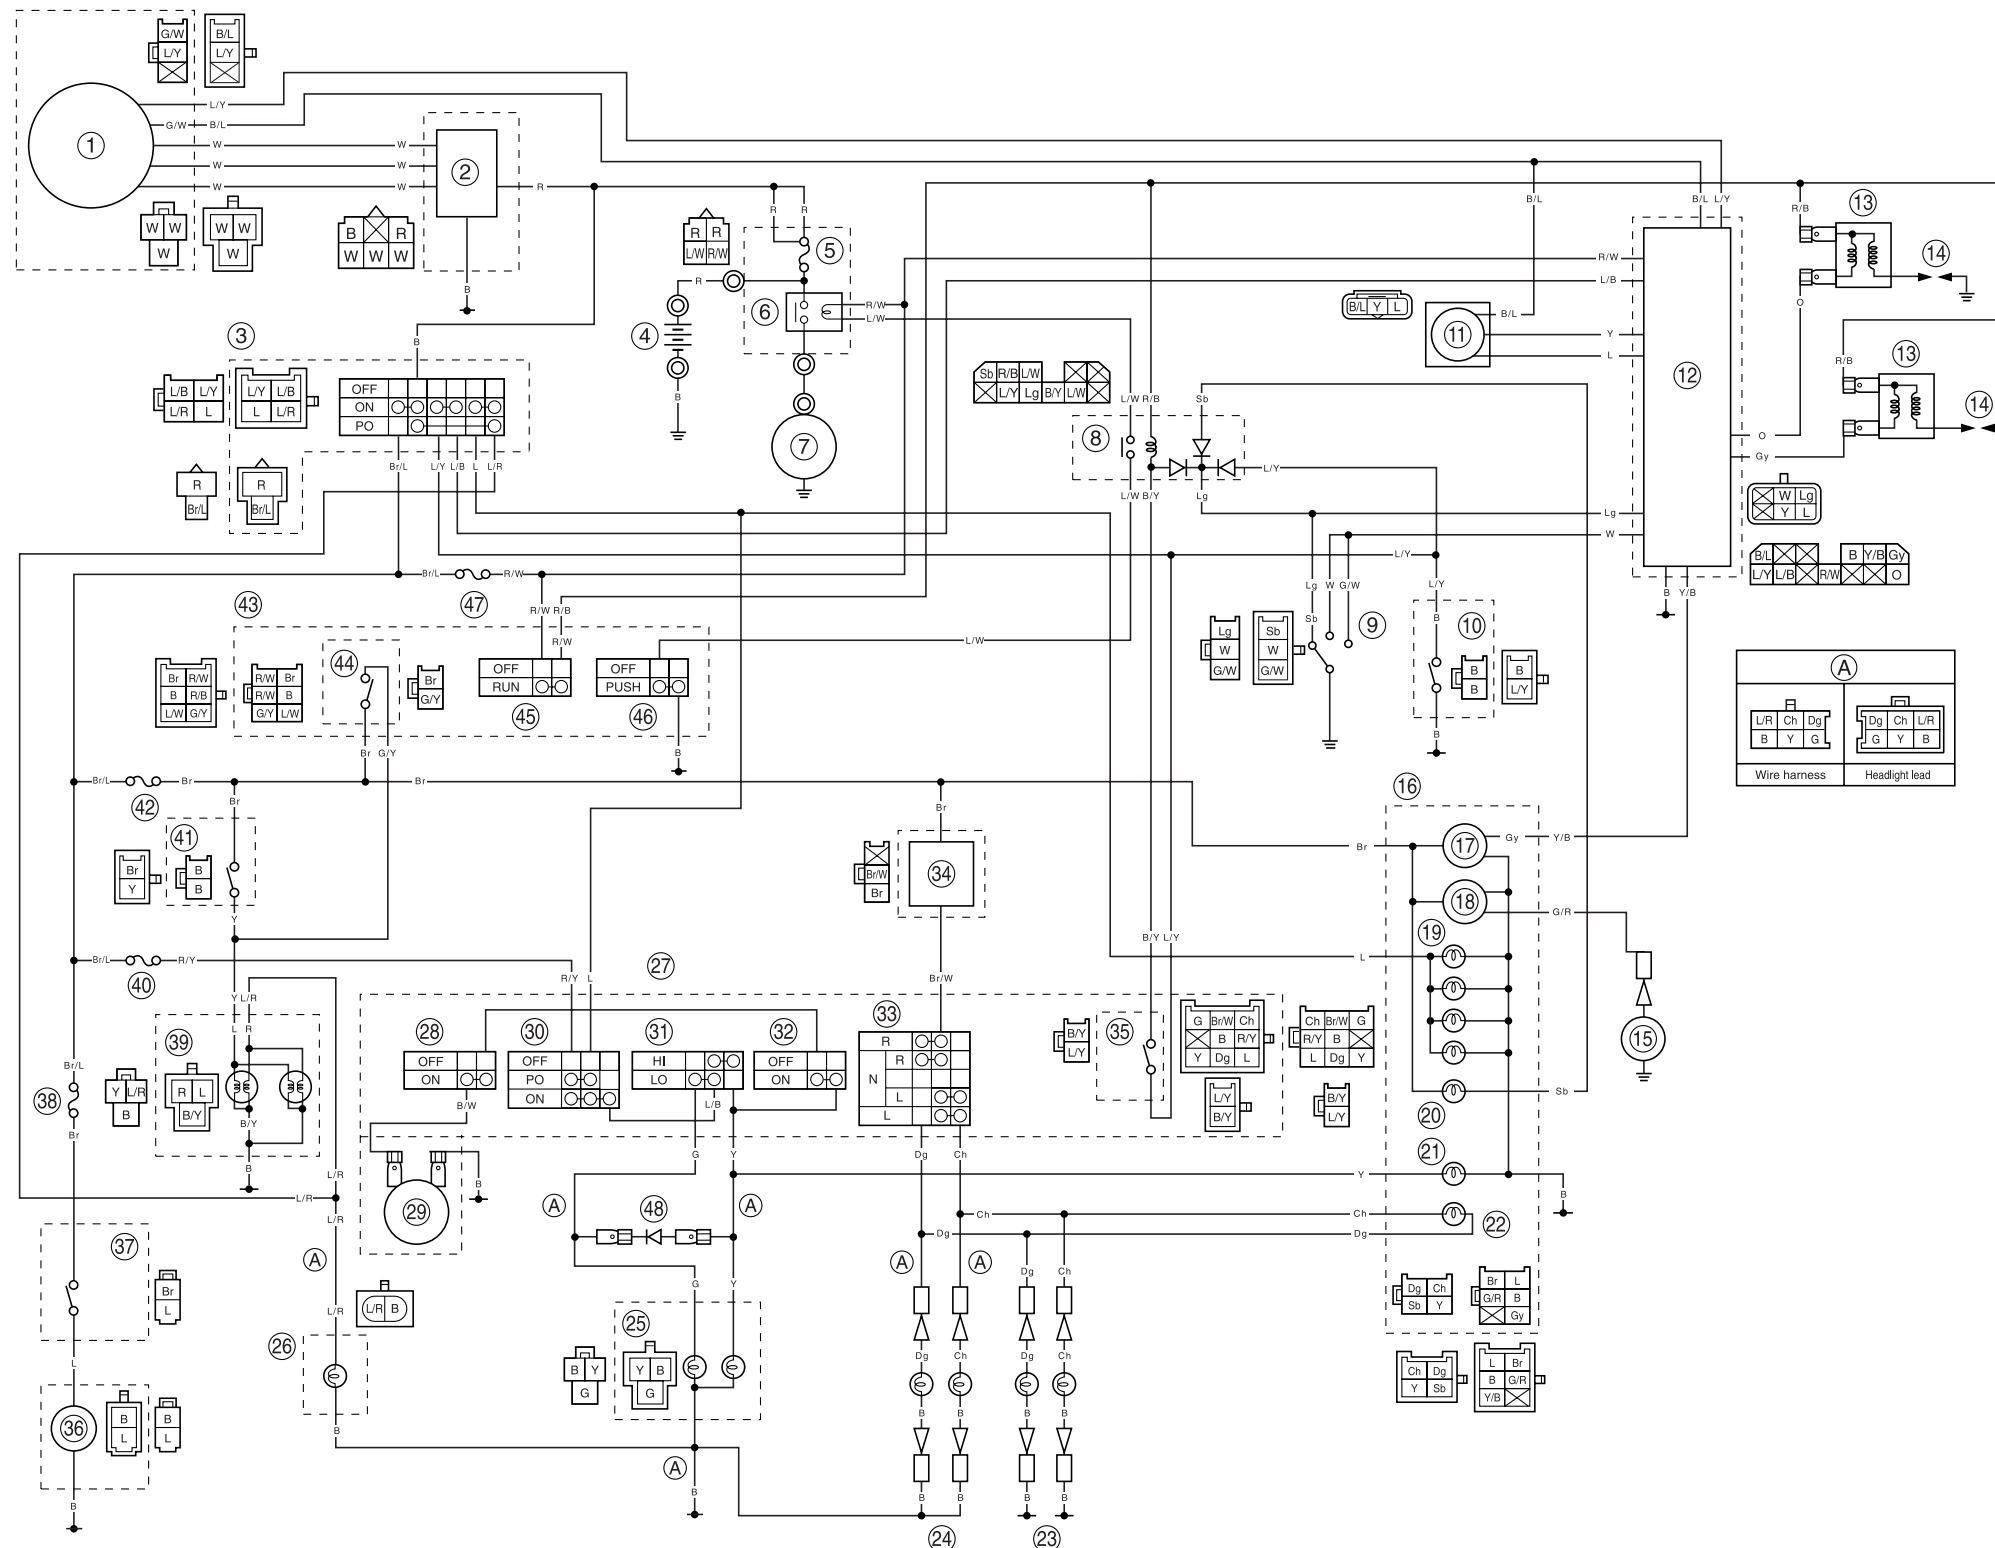 G/W B/L
L/Y L/Y
L/Y
G/W B/L
1
W W
W W
W W
2
R
R R
B/L
B/L L/Y
R/B
13
W W
W
W W
W
B R
W W W
R R
L/W R/W
5
14
R/W
L/B
O
B
R
R/W
L/W
6
4
B/L Y L
B/L
11
Y
L
12
R/B
13
3
B
L/B L/Y
L/R L
L/Y L/B
L L/R
OFF
ON
PO
B
7
Sb R/B L/W
L/Y Lg B/Y L/W
L/W R/B
Sb
14
8
O
Gy
Br/L L/Y L/B L L/R
L/Y
R
Br/L
R
Br/L
L/W B/Y
Lg
W Lg
Y L
Lg
W
L/Y
B/L B Y/B Gy
L/Y L/B R/W O
Br/L R/W
47
43
R/W R/B
R/W
Lg W G/W
L/Y
B Y/B
Sb
9
B
10
44
Br R/W
B R/B
L/W G/Y
R/W Br
R/W B
G/Y L/W
Br
G/Y
OFF
RUN
45
OFF
PUSH
46
L/W
Lg
W
G/W
Sb
W
G/W
B
B
B
L/Y
B
A
L/R Ch Dg
B Y G
Dg Ch L/R
G Y B
Wire harness Headlight lead
Br G/Y
B
Br/L Br Br
42
Br
Br
16
41
Br
Y
B
B
Y
34
Br/W
Br
Br
17
Gy Y/B
18
G/R
19
Br/L R/Y
40
27
R/Y L
Br/W
B/Y L/Y
L
Y L/R
L R
15
39
28
OFF
ON
30
OFF
PO
ON
31
HI
LO
32
OFF
ON
33
R
R
N
L
L
B/Y
L/Y
35
G Br/W Ch
B R/Y
Y Dg L
Ch Br/W G
R/Y B
L Dg Y
L/Y
B/Y
B/Y
L/Y
Br/L
38
Br
Y L/R
B
R L
B/Y
B/Y
B
B/W
L/B
Sb
20
21
G Y
Dg Ch
Y
B
L/R
L/R
L/R
B
29
A 48 A
Ch Ch
Dg Dg
22
B
37
A
Br
L
L/R
L/R B
26
G Y
A A
Dg Ch
Dg Ch
Sb Y
Br L
G/R B
Gy
25
B Y
G
Y B
G
Dg Ch Dg Ch
Ch Dg
Y Sb
L Br
B G/R
Y/B
L
36
B
L
B
L
B
A
B
B B B B
B B B B
B
24 23